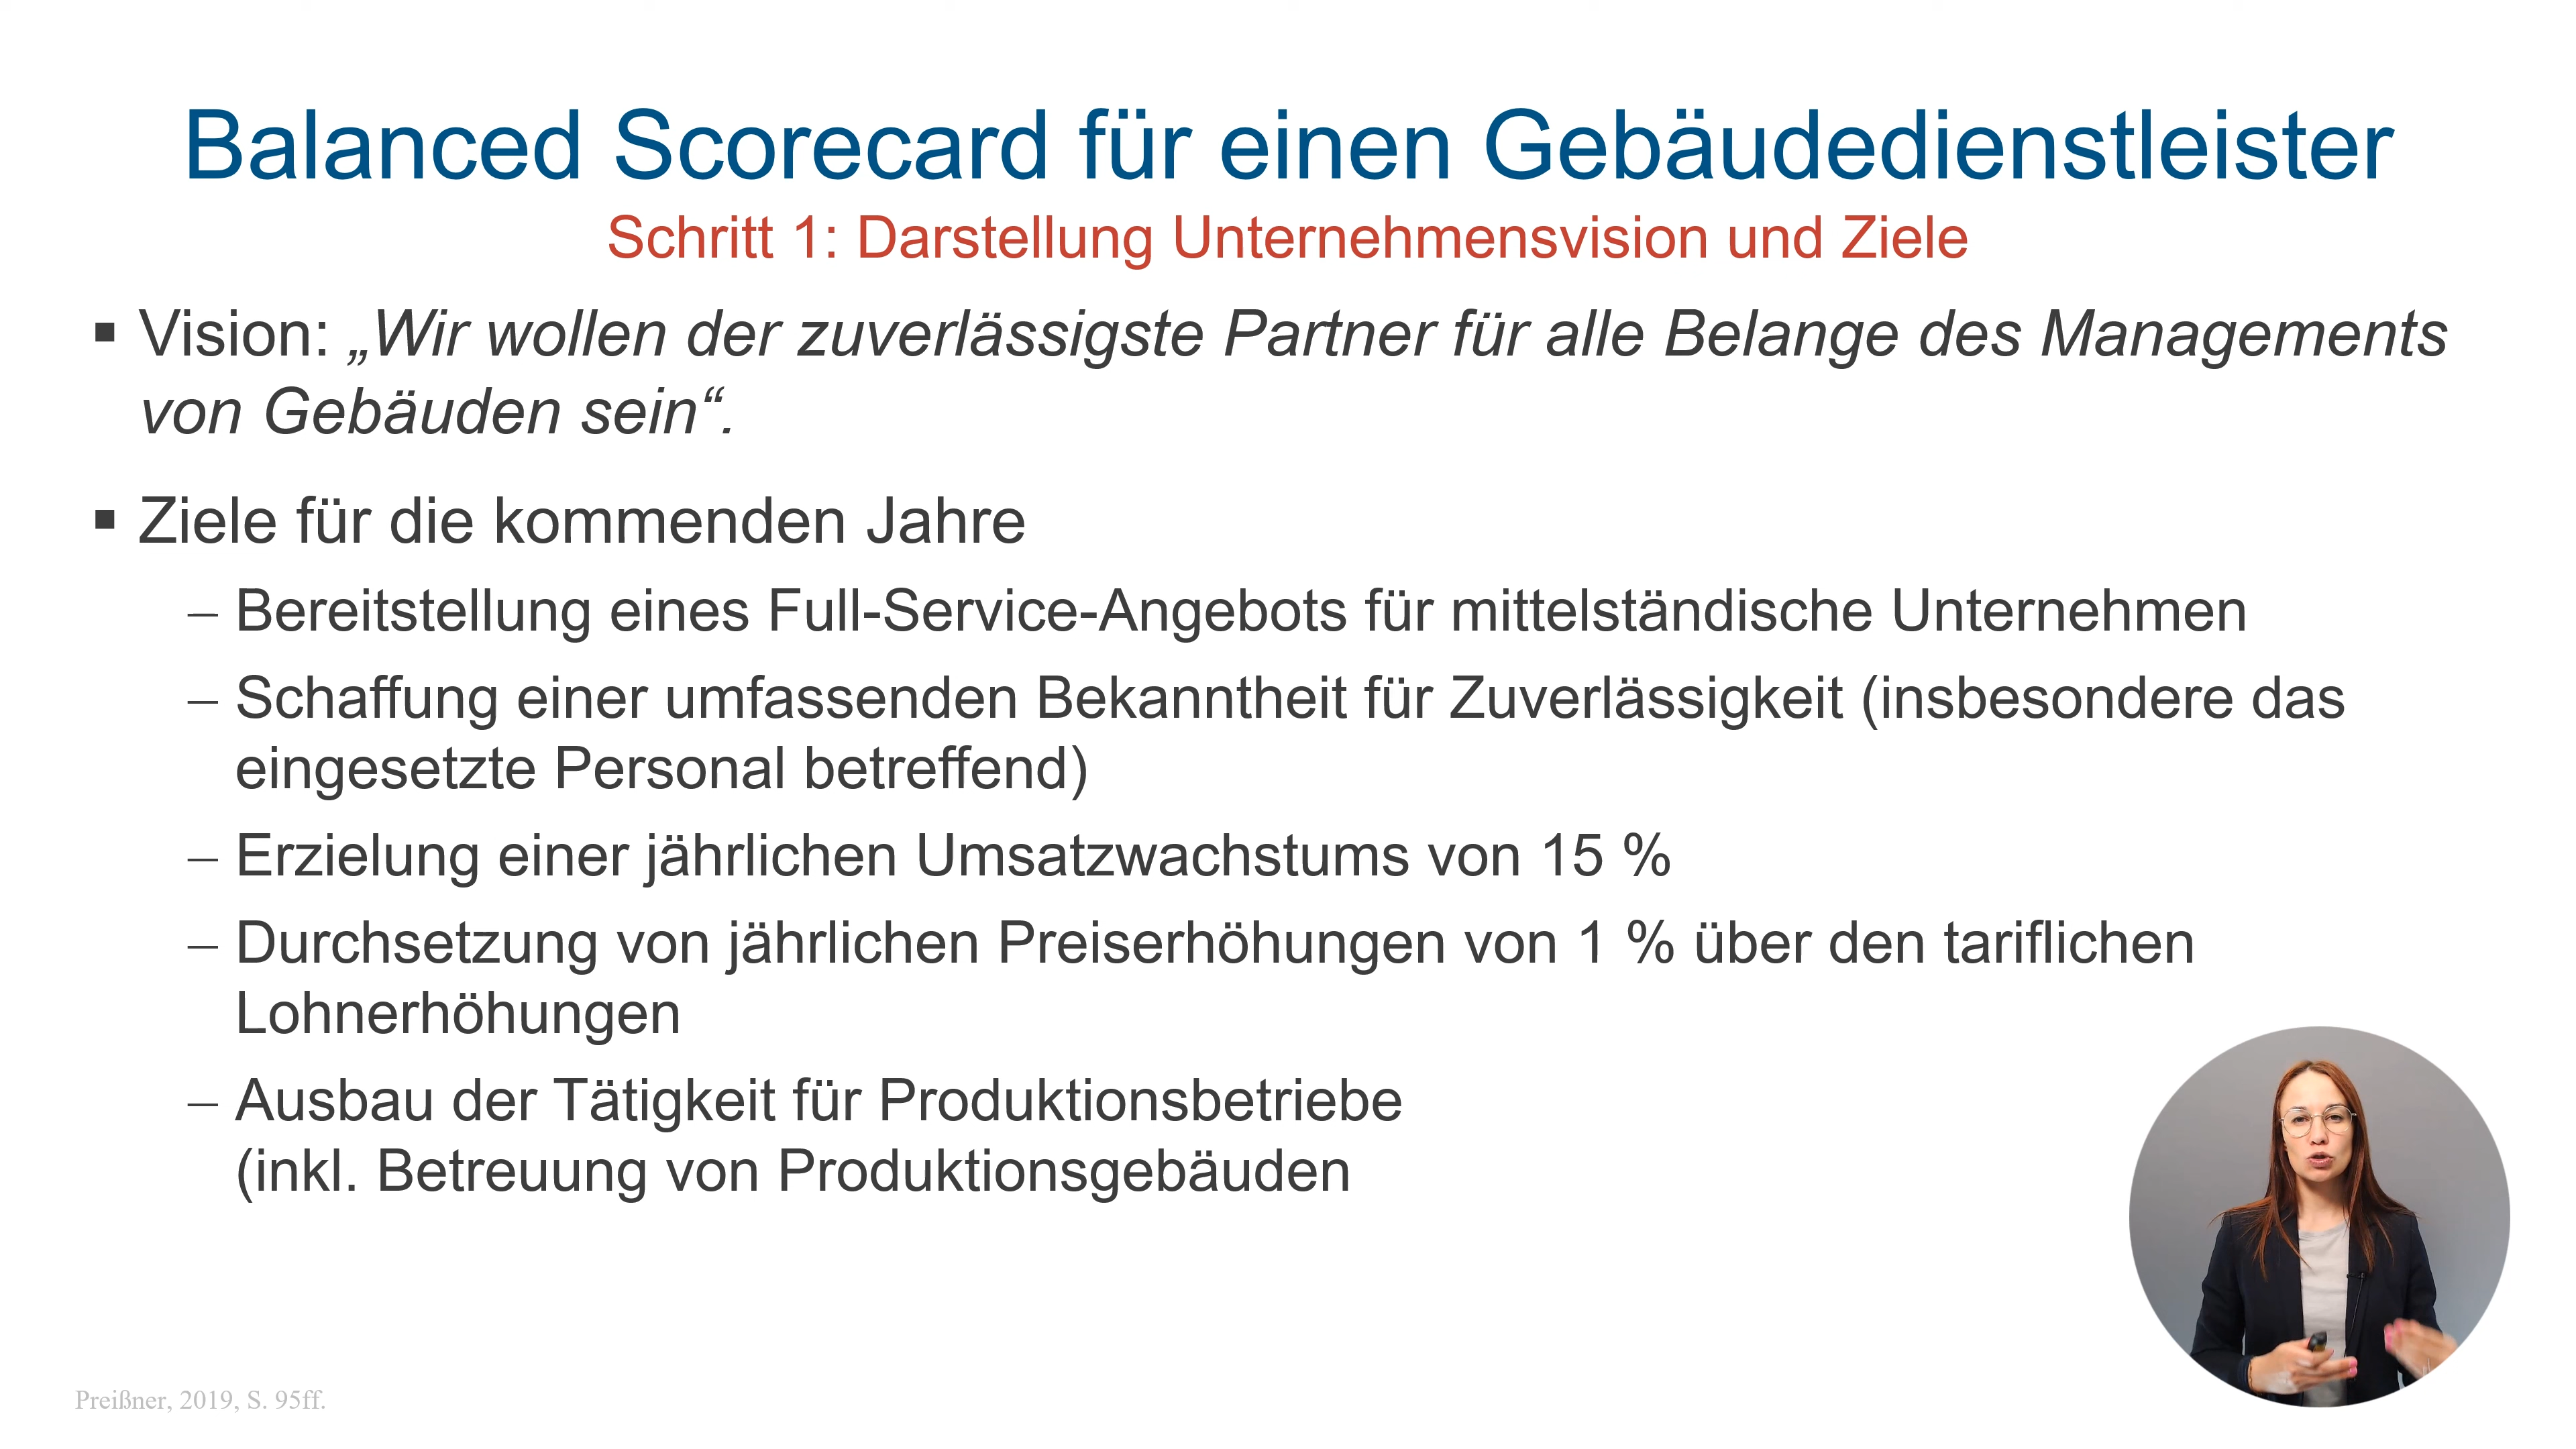 Balanced Scorecard für einen Gebäudedienstleister
Schritt 1: Darstellung Unternehmensvision und Ziele
▪ Vision: „Wir wollen der zuverlässigste Partner für alle Belange des Managements
von Gebäuden sein“.
▪ Ziele für die kommenden Jahre
– Bereitstellung eines Full-Service-Angebots für mittelständische Unternehmen
– Schaffung einer umfassenden Bekanntheit für Zuverlässigkeit (insbesondere das
eingesetzte Personal betreffend)
– Erzielung einer jährlichen Umsatzwachstums von 15 %
– Durchsetzung von jährlichen Preiserhöhungen von 1 % über den tariflichen
Lohnerhöhungen
– Ausbau der Tätigkeit für Produktionsbetriebe
(inkl. Betreuung von Produktionsgebäuden
Preißner, 2019, S. 95ff.